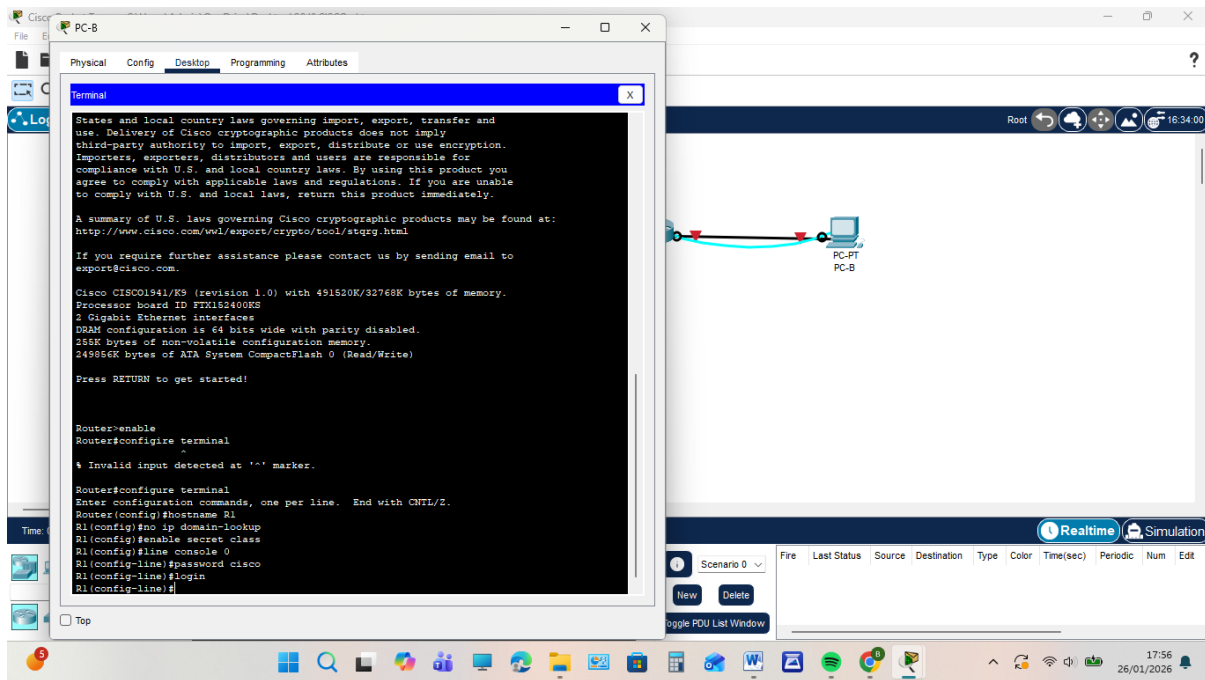 Cisco
PC-B
File
Physical Config Desktop Programming Attributes
?
Terminal
X
Root
16:34:00
States and local country laws governing import, export, transfer and
use. Delivery of Cisco cryptographic products does not imply
third-party authority to import, export, distribute or use encryption.
Importers, exporters, distributors and users are responsible for
compliance with U.S. and local country laws. By using this product you
agree to comply with applicable laws and regulations. If you are unable
to comply with U.S. and local laws, return this product immediately.
A summary of U.S. laws governing Cisco cryptographic products may be found at:
http://www.cisco.com/wwl/export/crypto/tool/stqrg.html
If you require further assistance please contact us by sending email to
export@cisco.com.
Cisco CISCO1941/K9 (revision 1.0) with 491520K/32768K bytes of memory.
Processor board ID FTX152400KS
2 Gigabit Ethernet interfaces
DRAM configuration is 64 bits wide with parity disabled.
255K bytes of non-volatile configuration memory.
249856K bytes of ATA System CompactFlash 0 (Read/Write)
Press RETURN to get started!
Router>enable
Router#configire terminal
^
% Invalid input detected at '^' marker.
Router#configure terminal
Enter configuration commands, one per line. End with CNTL/Z.
Router(config)#hostname R1
R1(config)#no ip domain-lookup
R1(config)#enable secret class
R1(config)#line console 0
R1(config-line)#password cisco
R1(config-line)#login
R1(config-line)#
Top
PC-PT
PC-B
Time:
Realtime
Simulation
Scenario 0
Fire Last Status Source Destination Type Color Time(sec) Periodic Num Edit
New Delete
oggle PDU List Window
5
17:56
26/01/2026